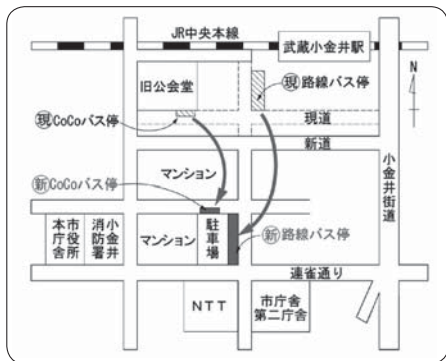 JR中央本線
武蔵小金井駅
N
旧公会堂
現路線バス停
現CoCoバス停
現道
新道
マンション
小金井街道
新CoCoバス停
市役所
本庁舎
小金井
消防署
マンション
駐車場
新路線バス停
連雀通り
NTT
市庁舎
第二庁舎